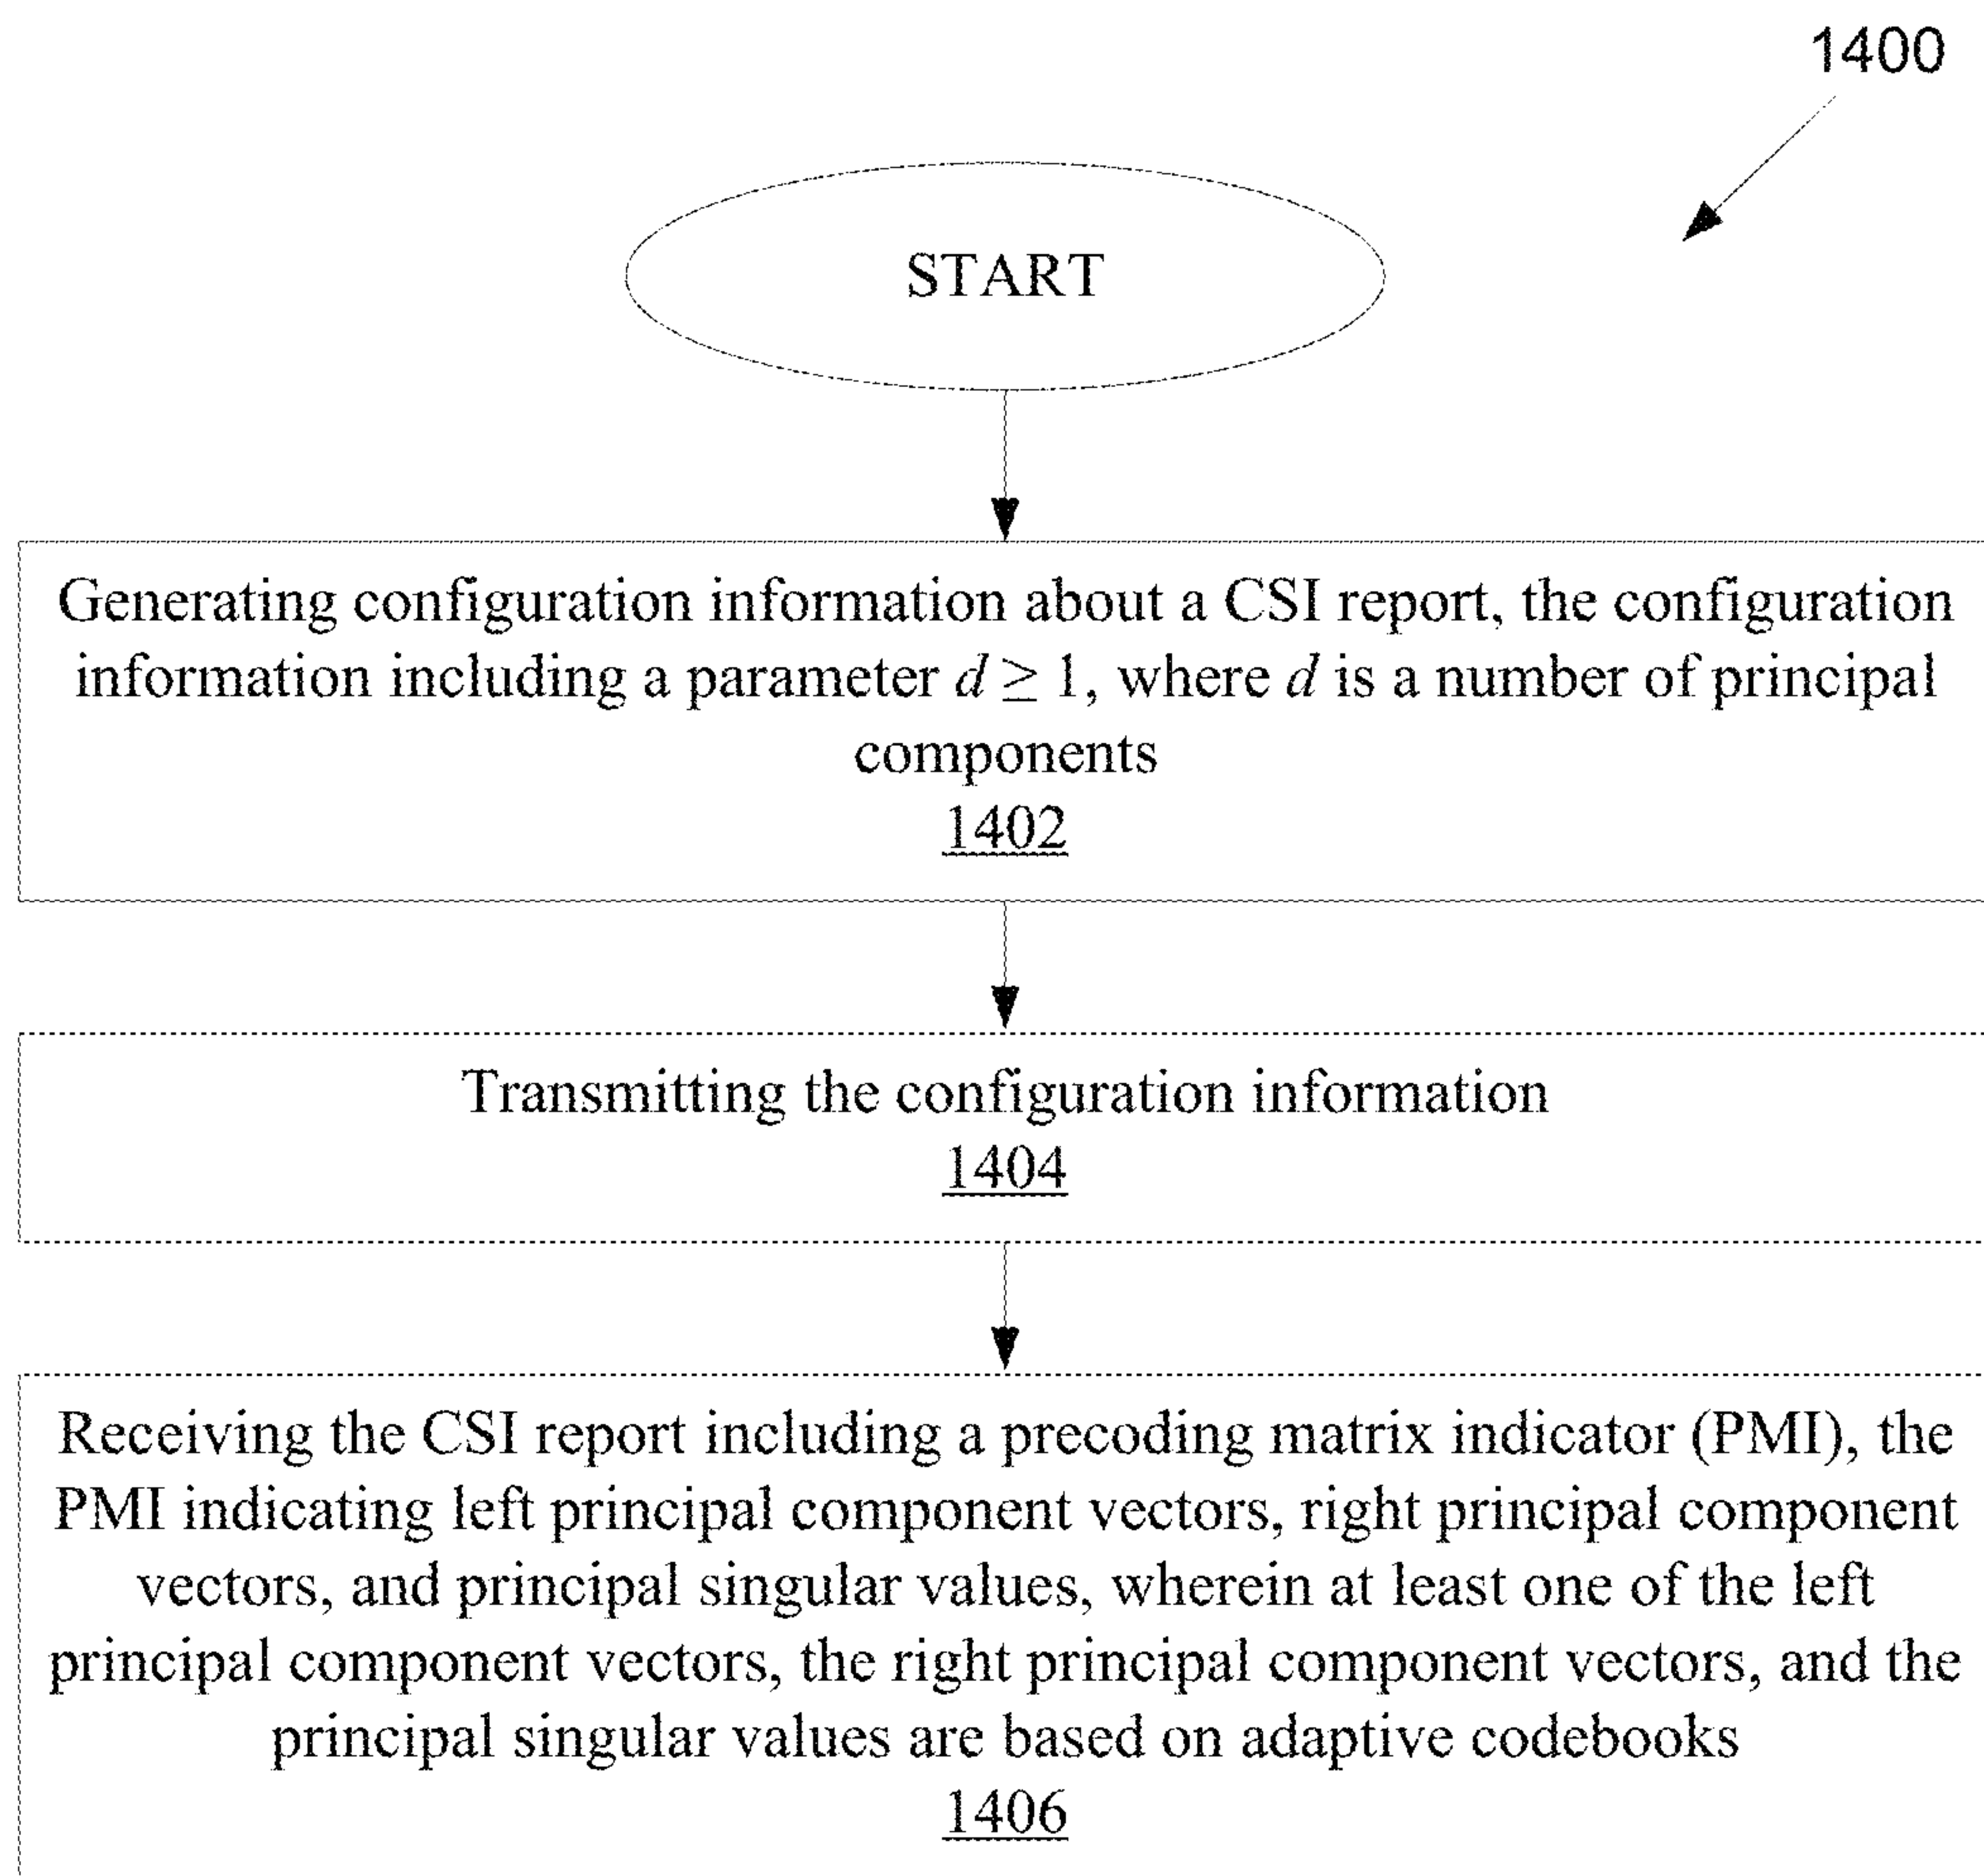 1400
START
Generating configuration information about a CSI report, the configuration
information including a parameter d ≥ 1, where d is a number of principal
components
1402
Transmitting the configuration information
1404
Receiving the CSI report including a precoding matrix indicator (PMI), the
PMI indicating left principal component vectors, right principal component
vectors, and principal singular values, wherein at least one of the left
principal component vectors, the right principal component vectors, and the
principal singular values are based on adaptive codebooks
1406